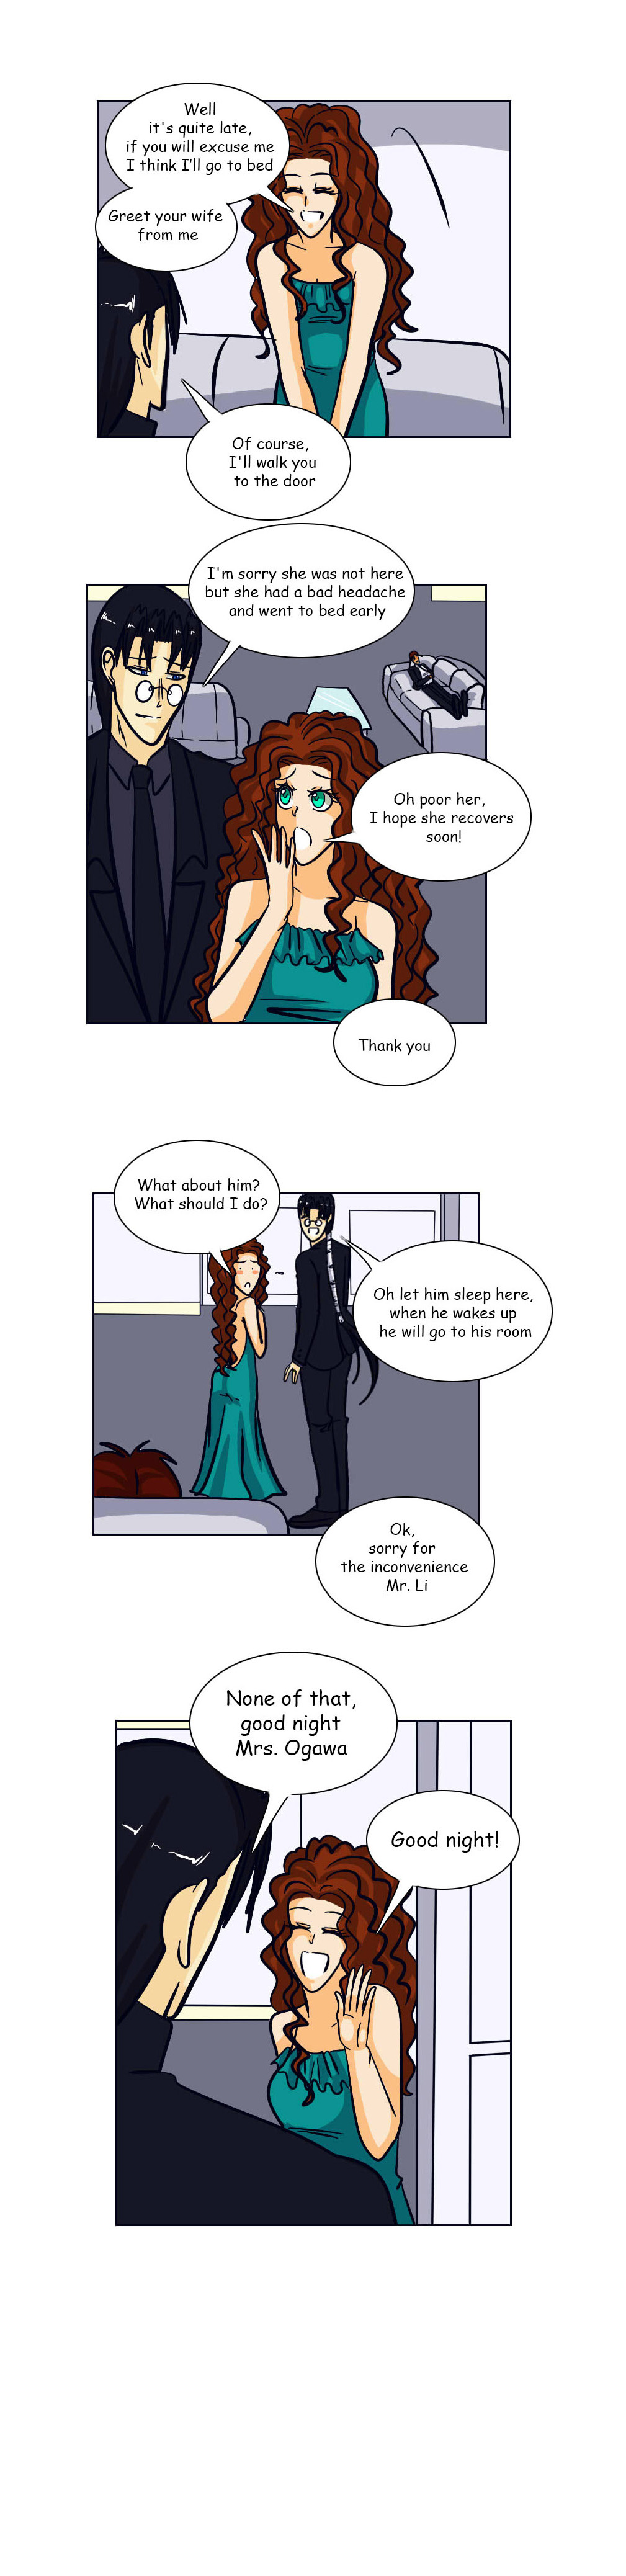 Well
it's quite late,
if you will excuse me
I think I'll go to bed
Greet your wife
from me
Of course,
I'll walk you
to the door
I'm sorry she was not here
but she had a bad headache
and went to bed early
Oh poor her,
I hope she recovers
soon!
Thank you
What about him?
What should I do?
Oh let him sleep here,
when he wakes up
he will go to his room
Ok,
sorry for
the inconvenience
Mr. Li
None of that,
good night
Mrs. Ogawa
Good night!